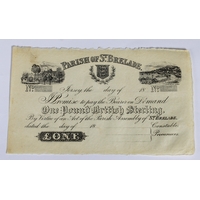 PARISH OF ST. BRELADE
No No
Jersey the day of 18
I Promise to pay the Bearer on Demand
One Pound British Sterling.
By Virtue of an Act of the Parish Assembly of ST. BRELADE
dated the day of 18 Constable
£ONE